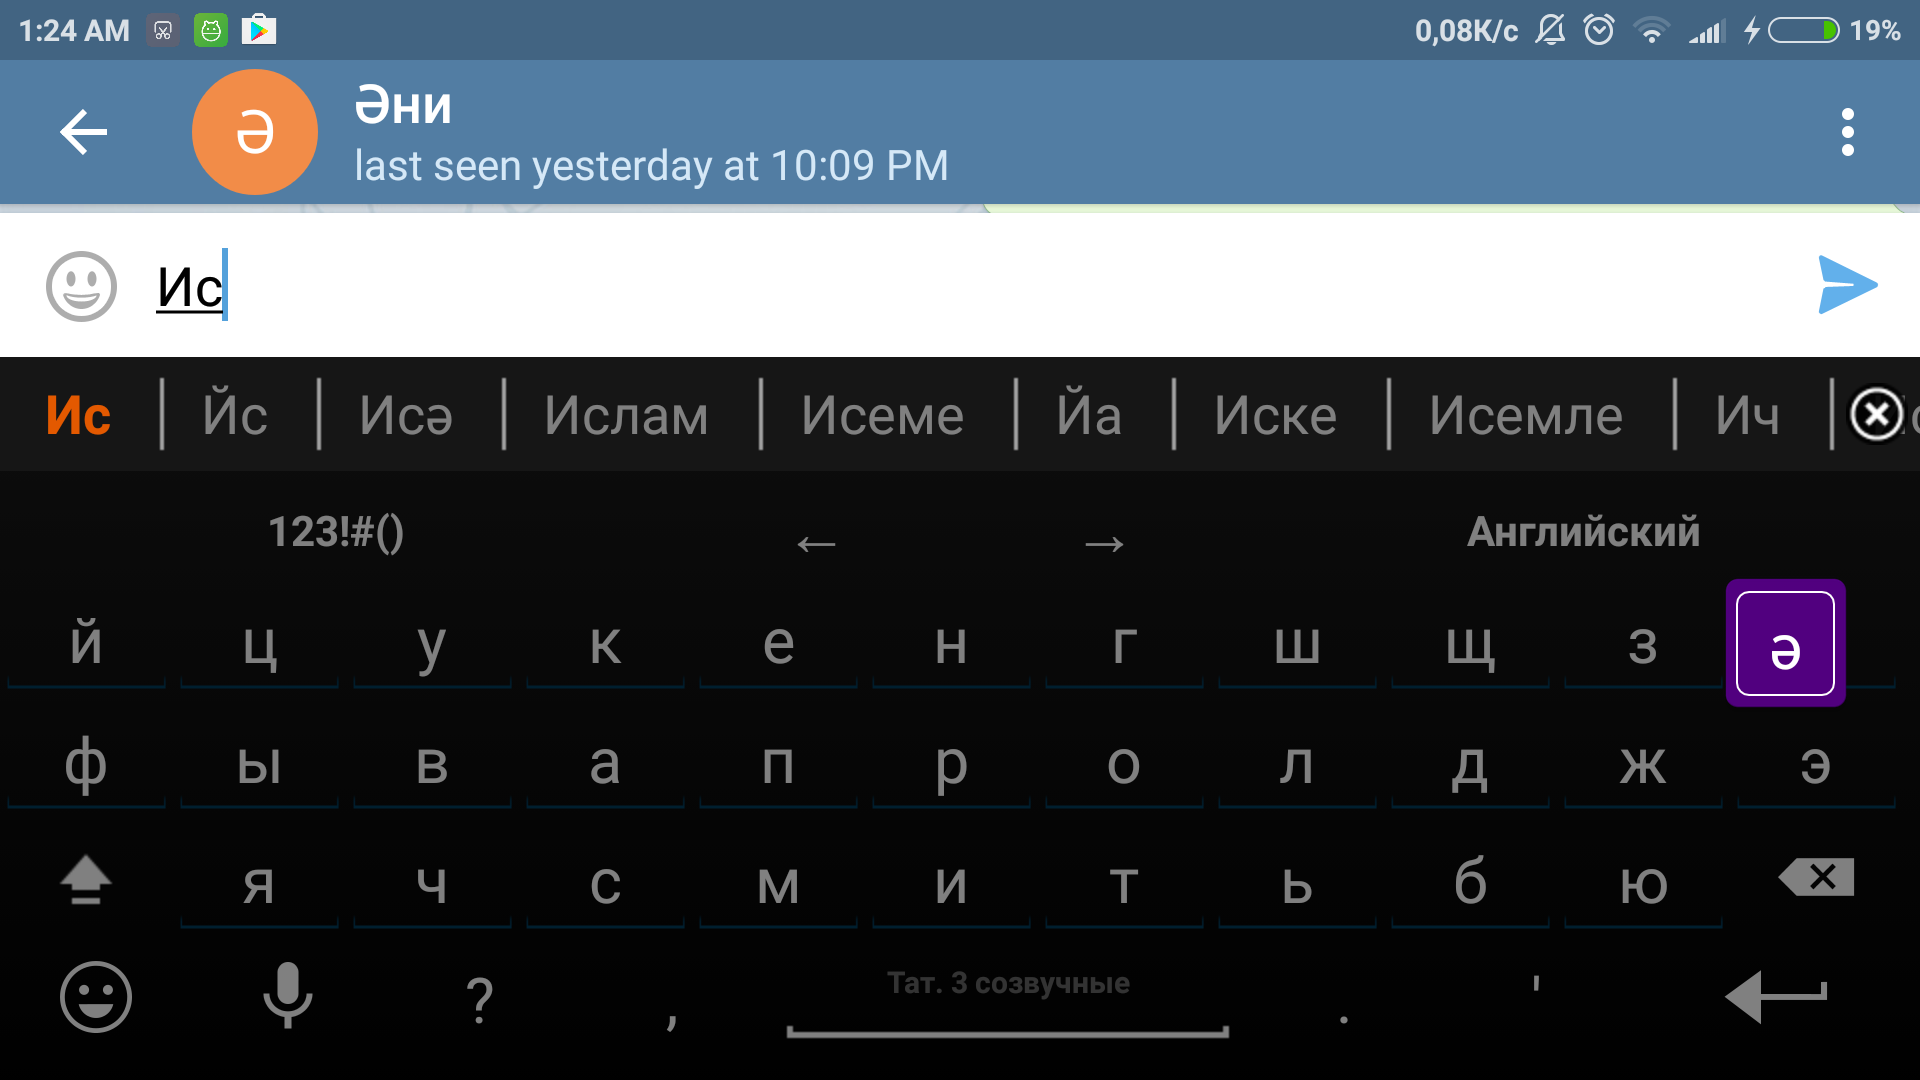 1:24 AM 0,08K/c 19%
Ә Әни
last seen yesterday at 10:09 PM
Ис
Ис Йс Исә Ислам Исеме Йа Иске Исемле Ич
123!#() ← → Английский
й ц у к е н г ш щ з ә
ф ы в а п р о л д ж э
я ч с м и т ь б ю
? , Тат. 3 созвучные . '